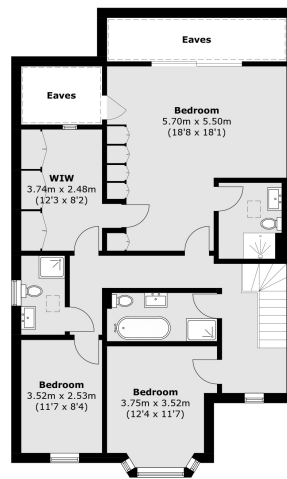 Eaves
Eaves
Bedroom
5.70m x 5.50m
(18'8 x 18'1)
WIW
3.74m x 2.48m
(12'3 x 8'2)
Bedroom
3.52m x 2.53m
(11'7 x 8'4)
Bedroom
3.75m x 3.52m
(12'4 x 11'7)